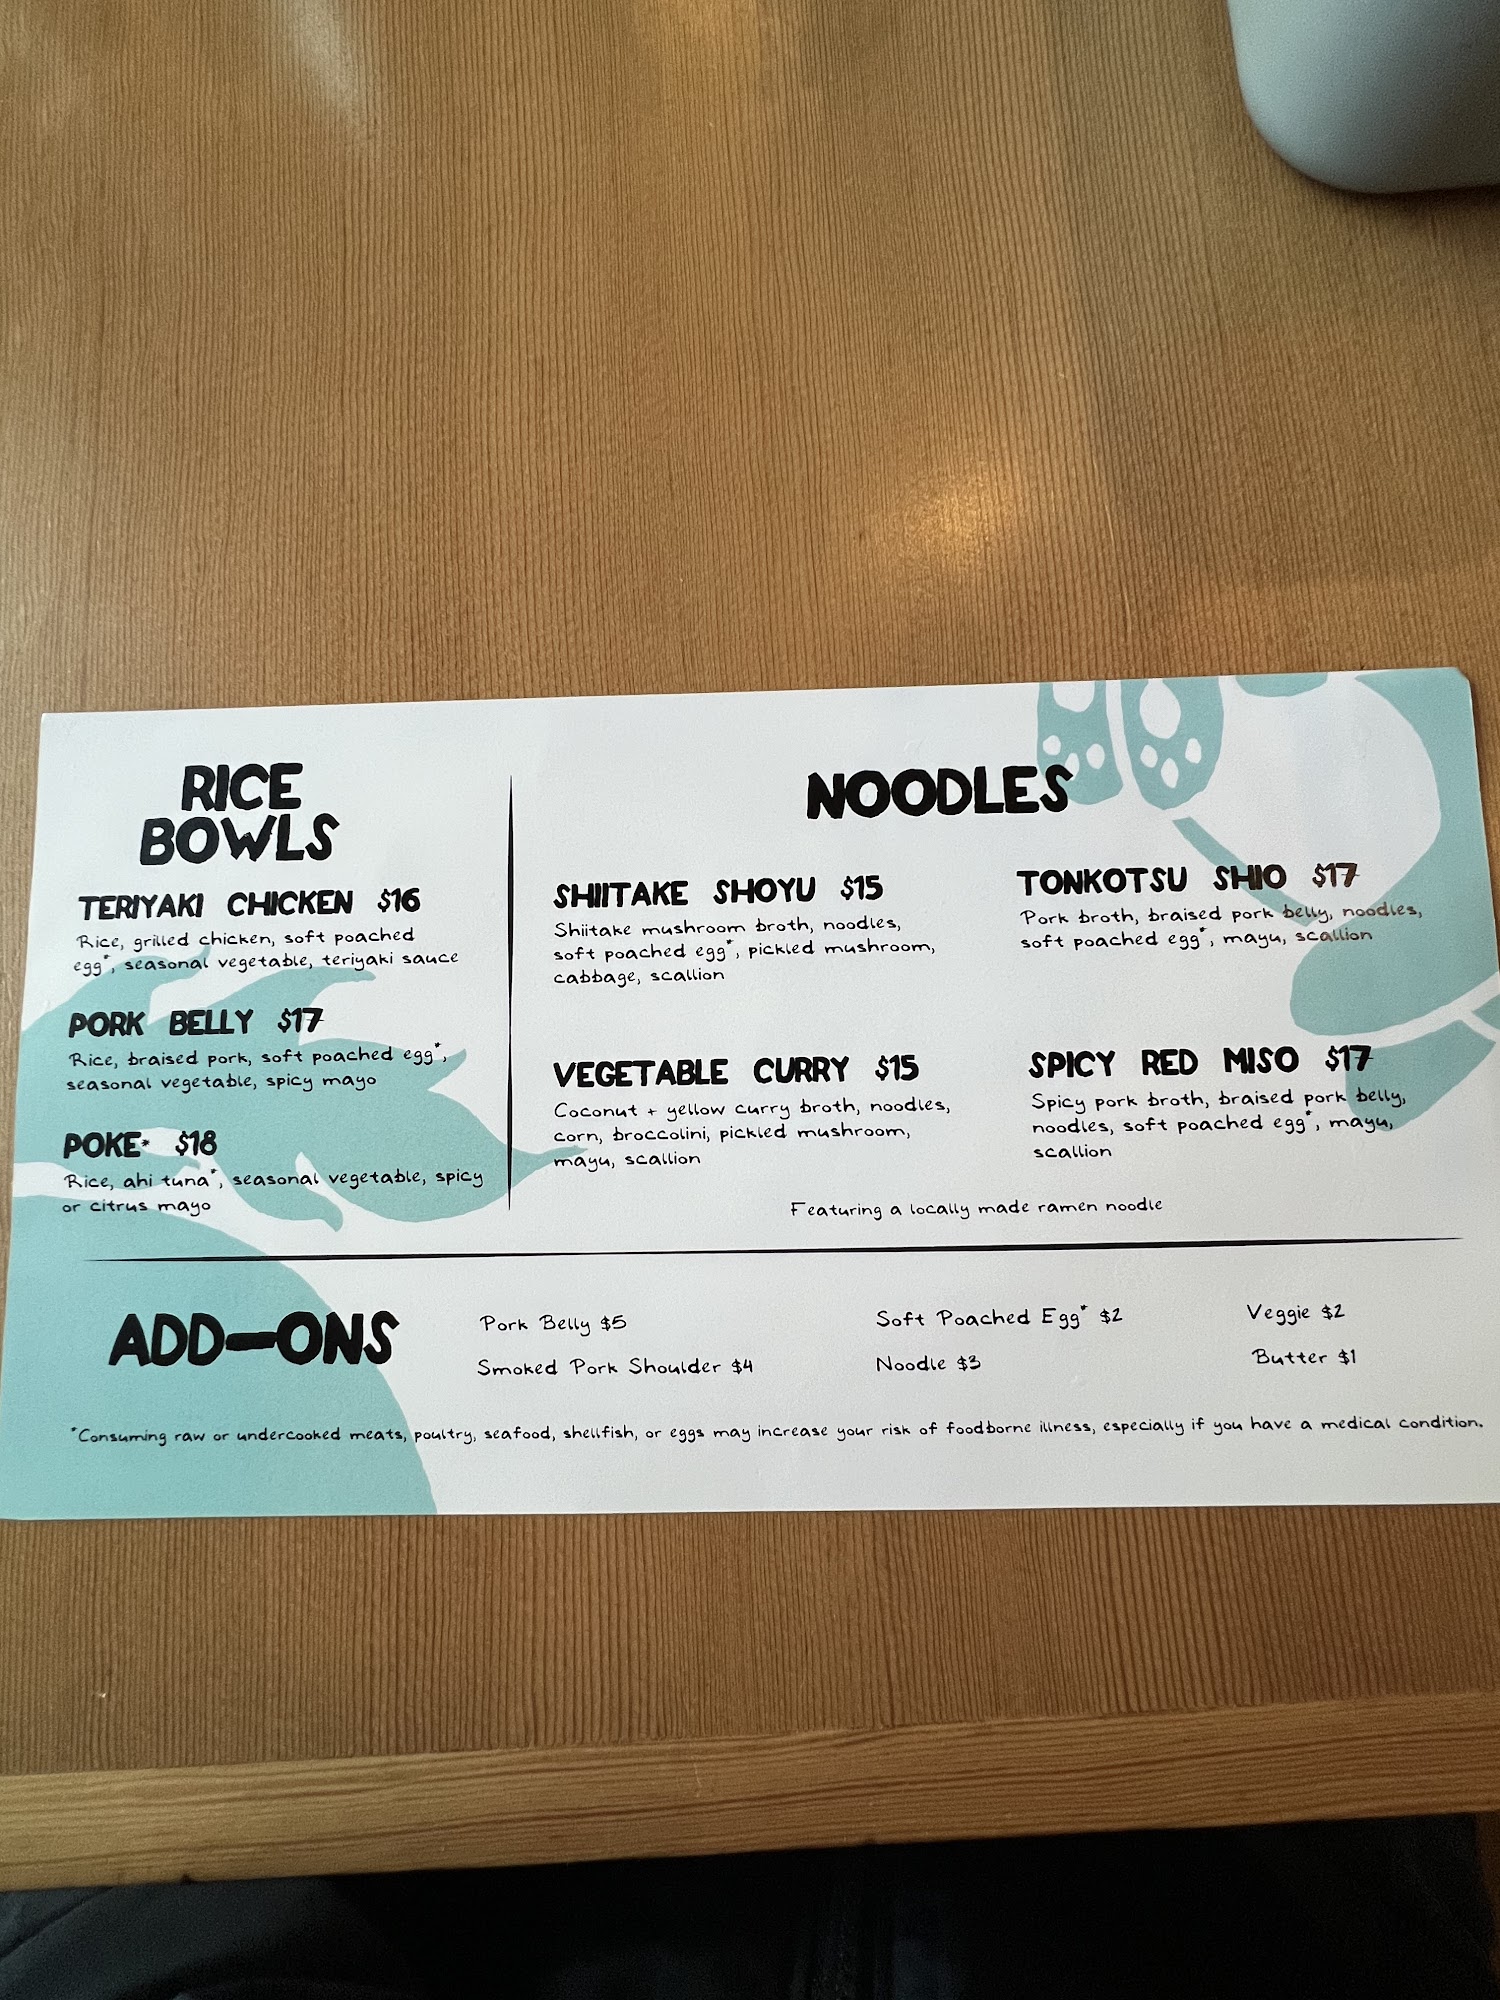 RICE
BOWLS
TERIYAKI CHICKEN $16
Rice, grilled chicken, soft poached
egg*, seasonal vegetable, teriyaki sauce
PORK BELLY $17
Rice, braised pork, soft poached egg*,
seasonal vegetable, spicy mayo
POKE* $18
Rice, ahi tuna*, seasonal vegetable, spicy
or citrus mayo
NOODLES
SHIITAKE SHOYU $15
Shiitake mushroom broth, noodles,
soft poached egg*, pickled mushroom,
cabbage, scallion
TONKOTSU SHIO $17
Pork broth, braised pork belly, noodles,
soft poached egg*, mayu, scallion
VEGETABLE CURRY $15
Coconut + yellow curry broth, noodles,
corn, broccolini, pickled mushroom,
mayu, scallion
SPICY RED MISO $17
Spicy pork broth, braised pork belly,
noodles, soft poached egg*, mayu,
scallion
Featuring a locally made ramen noodle
ADD-ONS
Pork Belly $5
Smoked Pork Shoulder $4
Soft Poached Egg* $2
Noodle $3
Veggie $2
Butter $1
*Consuming raw or undercooked meats, poultry, seafood, shellfish, or eggs may increase your risk of foodborne illness, especially if you have a medical condition.